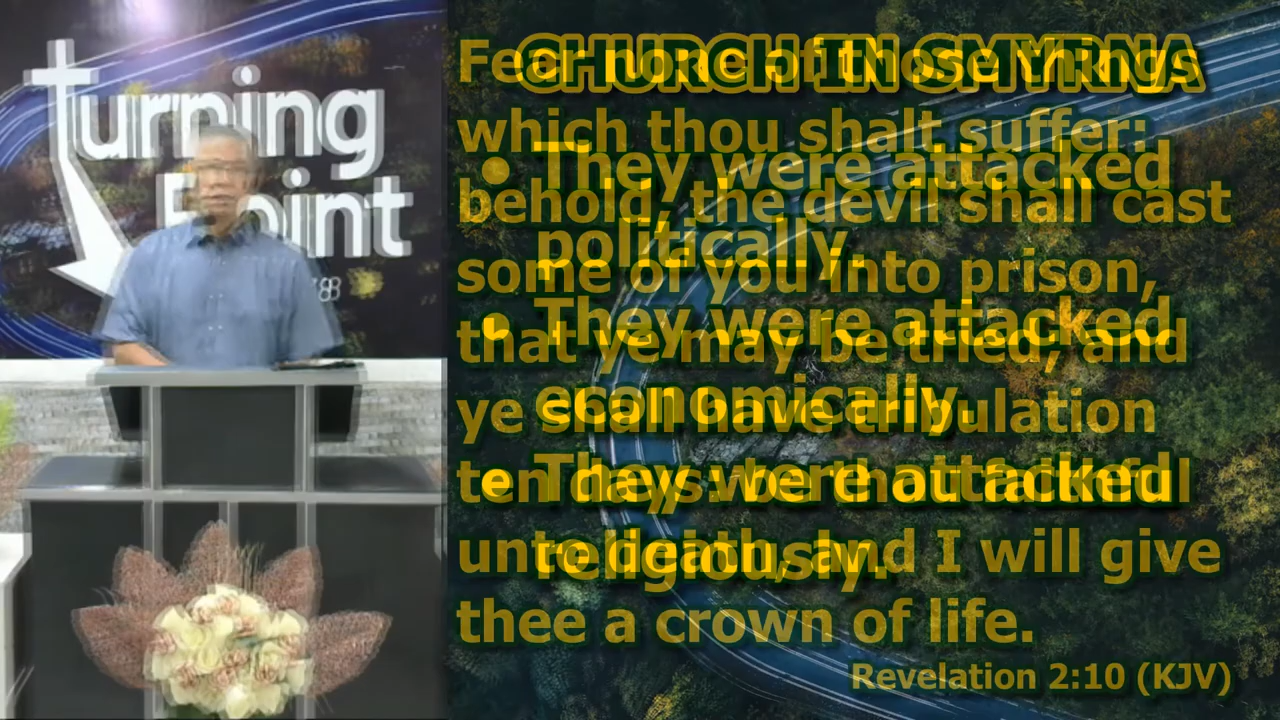 turning
Point
CHURCH IN SMYRNA
• They were attacked
politically.
• They were attacked
economically.
• They were attacked
religiously.
Fear none of those things
which thou shalt suffer:
behold, the devil shall cast
some of you into prison,
that ye may be tried; and
ye shall have tribulation
ten days: be thou faithful
unto death, and I will give
thee a crown of life.
Revelation 2:10 (KJV)